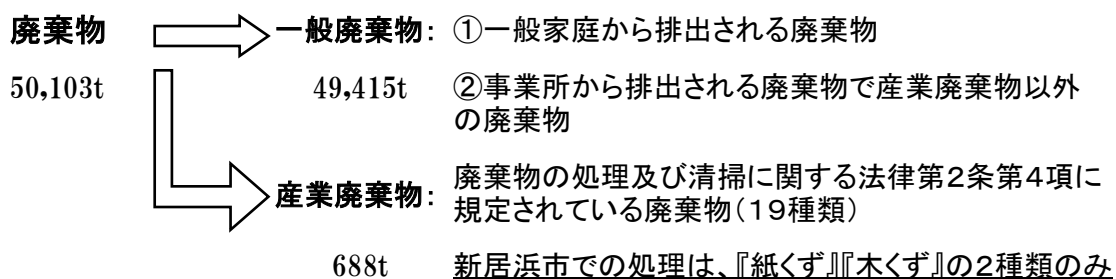 廃棄物 一般廃棄物: ①一般家庭から排出される廃棄物
50,103t 49,415t ②事業所から排出される廃棄物で産業廃棄物以外
の廃棄物
産業廃棄物: 廃棄物の処理及び清掃に関する法律第2条第4項に
規定されている廃棄物(19種類)
688t 新居浜市での処理は、『紙くず』『木くず』の2種類のみ